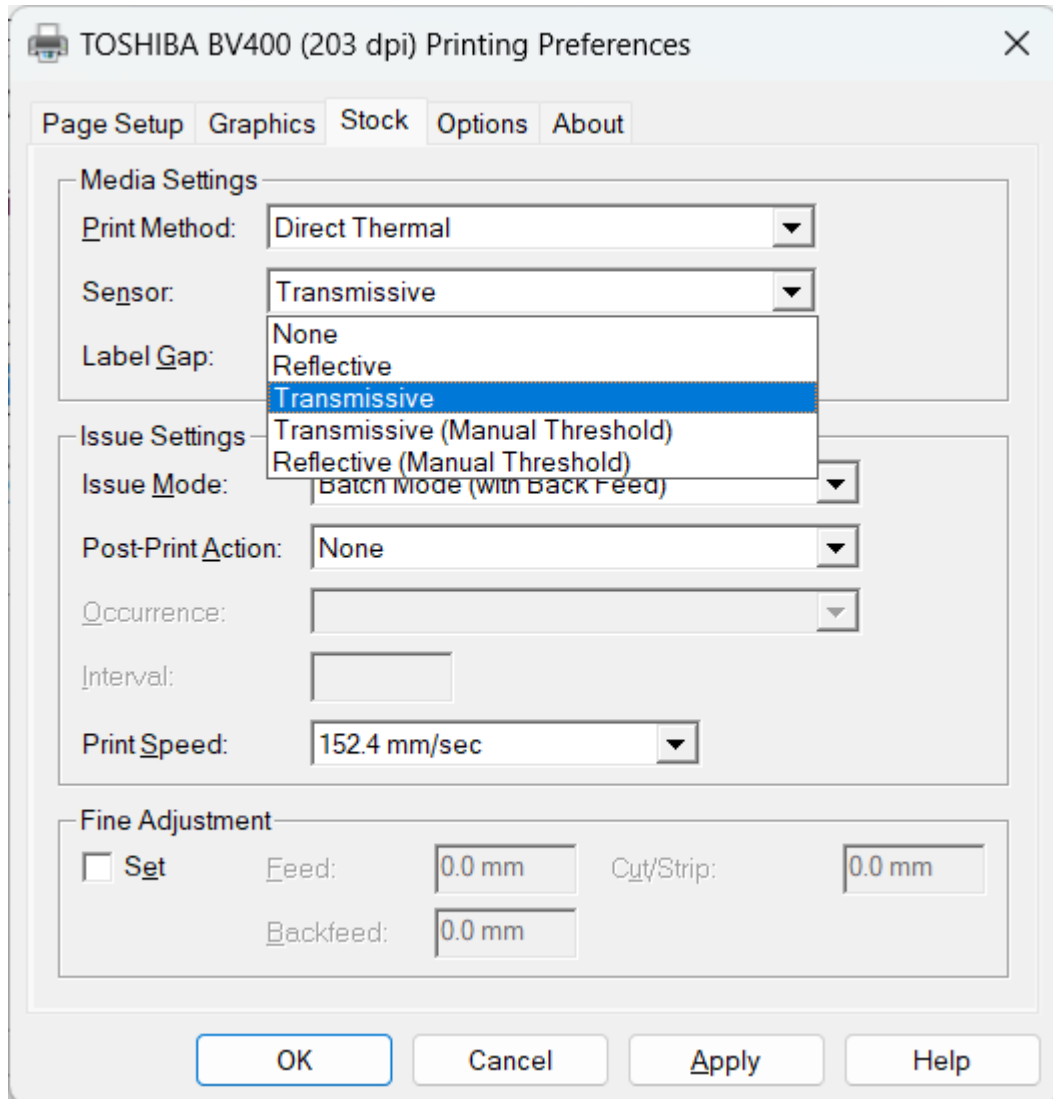 TOSHIBA BV400 (203 dpi) Printing Preferences
Page Setup Graphics Stock Options About
Media Settings
Print Method: Direct Thermal
Sensor: Transmissive
None
Label Gap:
Reflective
Transmissive
Transmissive (Manual Threshold)
Issue Settings
Reflective (Manual Threshold)
Issue Mode: Batch Mode (with Back Feed)
Post-Print Action: None
Occurrence:
Interval:
Print Speed: 152.4 mm/sec
Fine Adjustment
Set Feed: 0.0 mm Cut/Strip: 0.0 mm
Backfeed: 0.0 mm
OK Cancel Apply Help